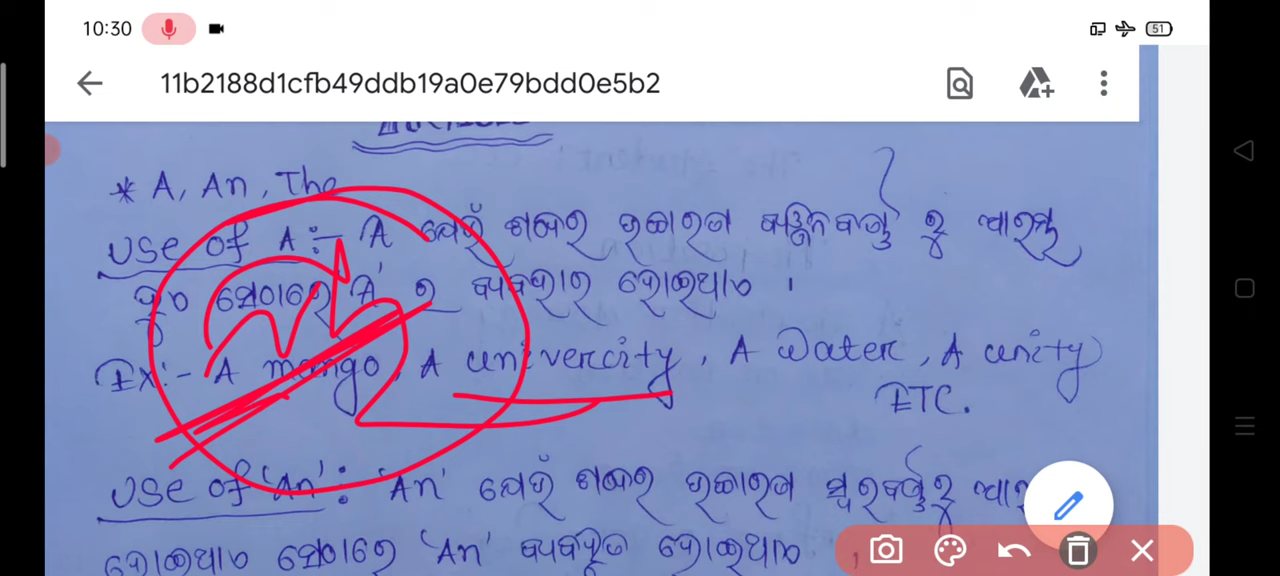 10:30 51
11b2188d1cfb49ddb19a0e79bdd0e5b2
* A, An, The
Use of A:- A ଯେଉଁ ଶବ୍ଦର ଉଚ୍ଚାରଣ ବ୍ୟଞ୍ଜନବର୍ଣ୍ଣ ରୁ ଆରମ୍ଭ
ହୁଏ ସେଠାରେ 'A' ର ବ୍ୟବହାର ହୋଇଥାଏ ।
Ex:- A mango, A univercity, A Water, A unity
ETC.
Use of 'An': 'An' ଯେଉଁ ଶବ୍ଦର ଉଚ୍ଚାରଣ ସ୍ୱରବର୍ଣ୍ଣରୁ
ହୋଇଥାଏ ସେଠାରେ 'An' ବ୍ୟବହୃତ ହୋଇଥାଏ ।